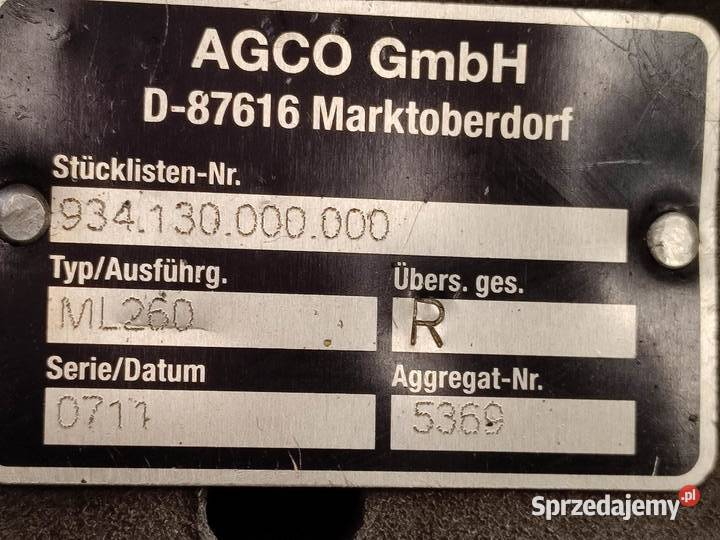 AGCO GmbH
D-87616 Marktoberdorf
Stücklisten-Nr.
934.130.000.000
Typ/Ausführg.
Übers. ges.
ML260
R
Serie/Datum
Aggregat-Nr.
0711
5369
Sprzedajemy.pl